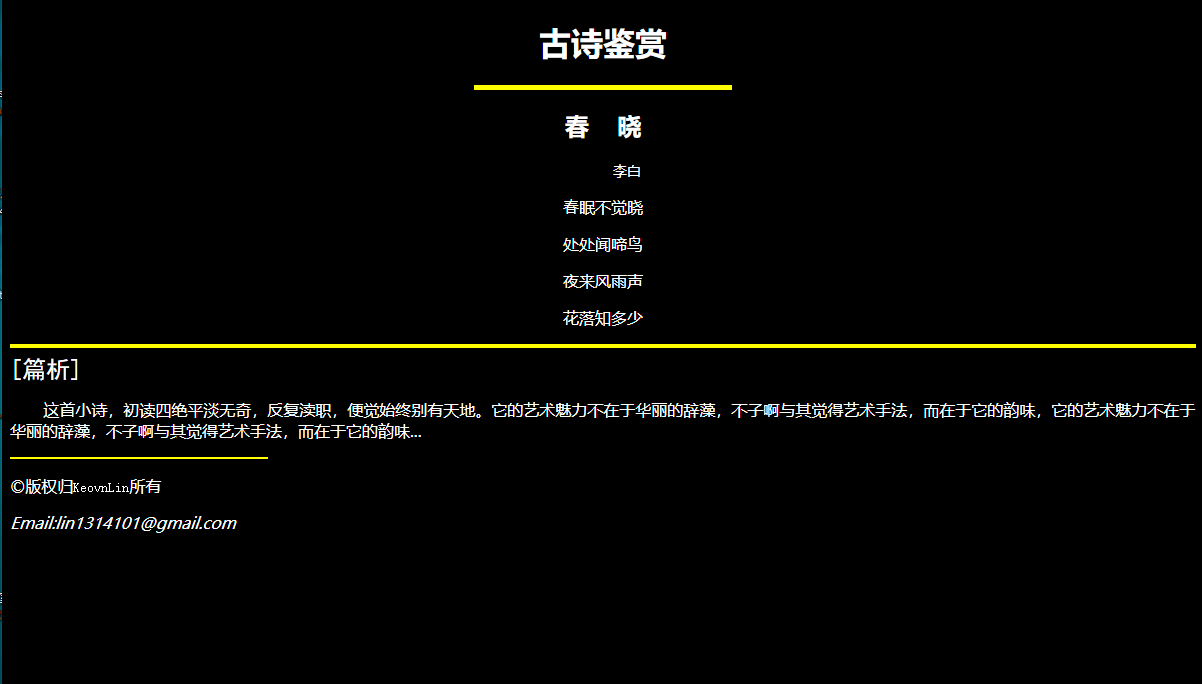 古诗鉴赏
春 晓
李白
春眠不觉晓
处处闻啼鸟
夜来风雨声
花落知多少
[篇析]
这首小诗，初读四绝平淡无奇，反复渎职，便觉始终别有天地。它的艺术魅力不在于华丽的辞藻，不子啊与其觉得艺术手法，而在于它的韵味，它的艺术魅力不在于
华丽的辞藻，不子啊与其觉得艺术手法，而在于它的韵味...
©版权归KeovnLin所有
Email:lin1314101@gmail.com